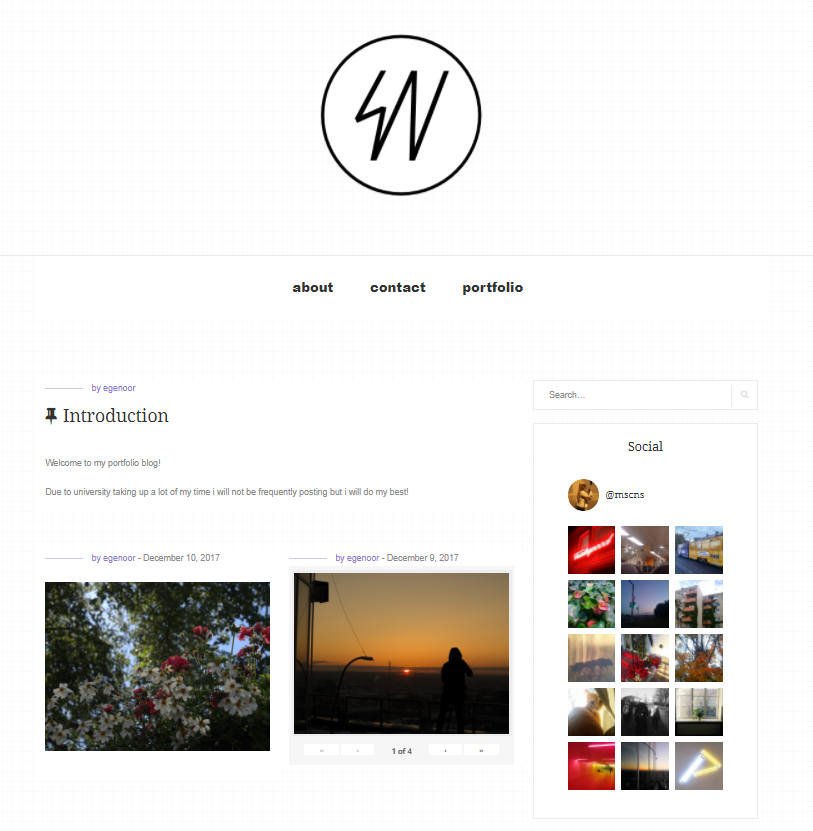 about contact portfolio
by egenoor
Introduction
Welcome to my portfolio blog!
Due to university taking up a lot of my time i will not be frequently posting but i will do my best!
by egenoor - December 10, 2017
by egenoor - December 9, 2017
« ‹ 1 of 4 › »
Search...
Social
@mscns